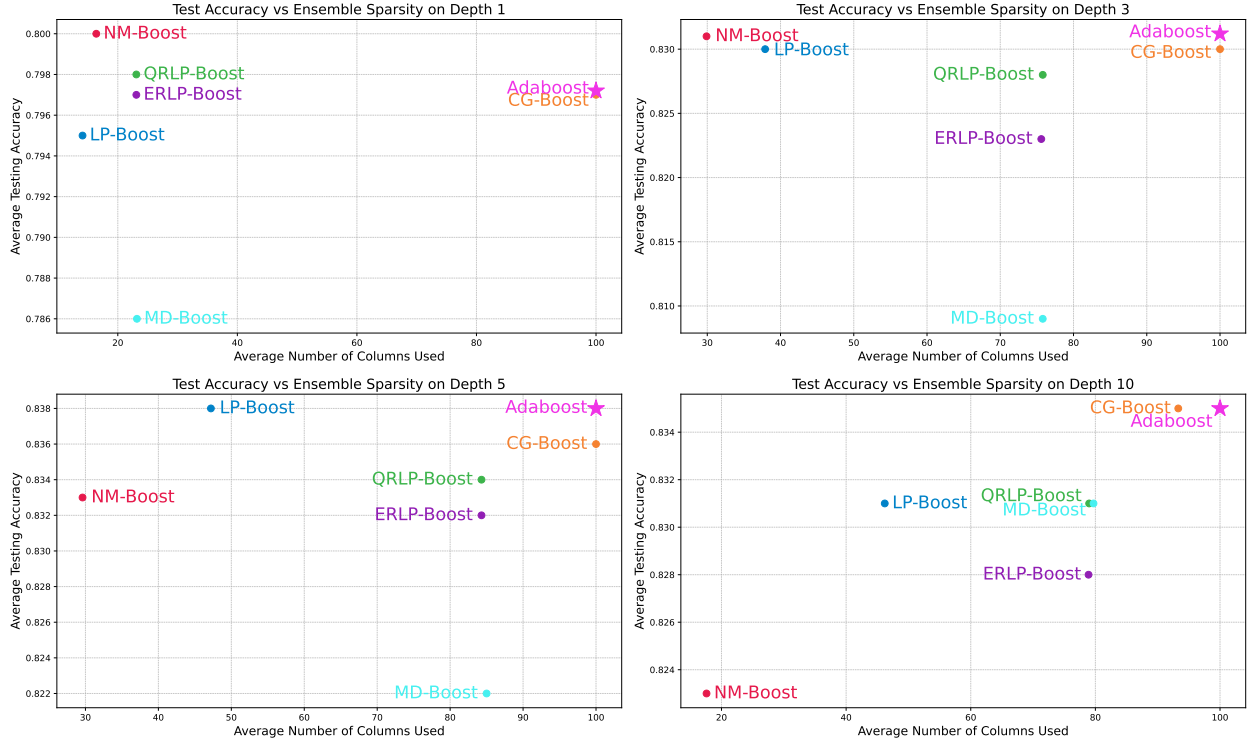 Test Accuracy vs Ensemble Sparsity on Depth 1
Average Testing Accuracy
0.800
0.798
0.796
0.794
0.792
0.790
0.788
0.786
NM-Boost
QRLP-Boost
ERLP-Boost
LP-Boost
MD-Boost
Adaboost
CG-Boost
20
40
60
80
100
Average Number of Columns Used
Test Accuracy vs Ensemble Sparsity on Depth 3
Average Testing Accuracy
0.830
0.825
0.820
0.815
0.810
NM-Boost
LP-Boost
Adaboost
CG-Boost
QRLP-Boost
ERLP-Boost
MD-Boost
30
40
50
60
70
80
90
100
Average Number of Columns Used
Test Accuracy vs Ensemble Sparsity on Depth 5
Average Testing Accuracy
0.838
0.836
0.834
0.832
0.830
0.828
0.826
0.824
0.822
LP-Boost
Adaboost
CG-Boost
QRLP-Boost
NM-Boost
ERLP-Boost
MD-Boost
30
40
50
60
70
80
90
100
Average Number of Columns Used
Test Accuracy vs Ensemble Sparsity on Depth 10
Average Testing Accuracy
0.834
0.832
0.830
0.828
0.826
0.824
CG-Boost
Adaboost
QRLP-Boost
LP-Boost
MD-Boost
ERLP-Boost
NM-Boost
20
40
60
80
100
Average Number of Columns Used